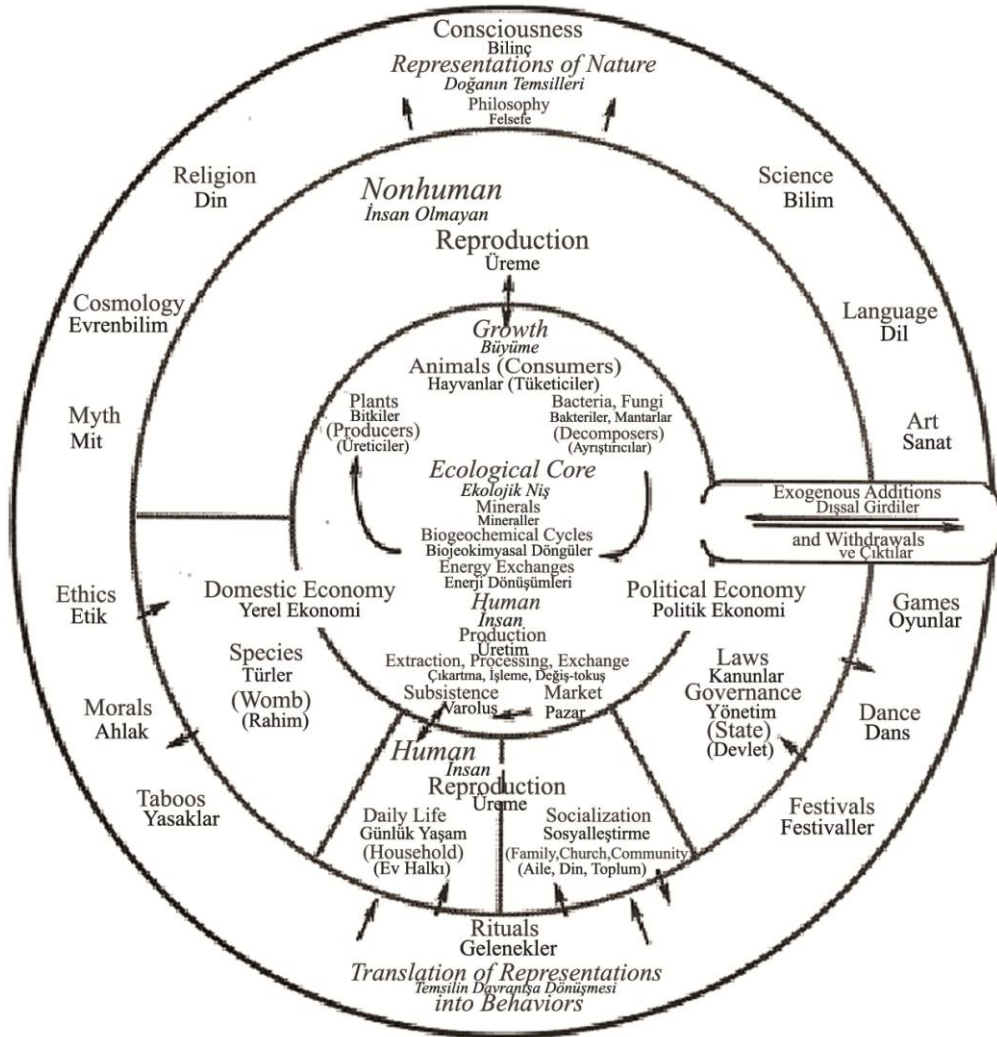 Consciousness
Bilinç
Representations of Nature
Doğanın Temsilleri
Philosophy
Felsefe
Religion
Din
Science
Bilim
Nonhuman
İnsan Olmayan
Reproduction
Üreme
Cosmology
Evrenbilim
Language
Dil
Growth
Büyüme
Animals (Consumers)
Hayvanlar (Tüketiciler)
Plants
Bitkiler
(Producers)
(Üreticiler)
Bacteria, Fungi
Bakteriler, Mantarlar
(Decomposers)
(Ayrıştırıcılar)
Myth
Mit
Art
Sanat
Ecological Core
Ekolojik Niş
Minerals
Mineraller
Biogeochemical Cycles
Biojeokimyasal Döngüler
Energy Exchanges
Enerji Dönüşümleri
Exogenous Additions
Dışsal Girdiler
and Withdrawals
ve Çıktılar
Ethics
Etik
Domestic Economy
Yerel Ekonomi
Political Economy
Politik Ekonomi
Games
Oyunlar
Human
İnsan
Production
Üretim
Extraction, Processing, Exchange
Çıkartma, İşleme, Değiş-tokuş
Subsistence
Varoluş
Market
Pazar
Species
Türler
(Womb)
(Rahim)
Laws
Kanunlar
Governance
Yönetim
(State)
(Devlet)
Morals
Ahlak
Dance
Dans
Human
İnsan
Reproduction
Üreme
Daily Life
Günlük Yaşam
(Household)
(Ev Halkı)
Socialization
Sosyalleştirme
(Family,Church,Community)
(Aile, Din, Toplum)
Taboos
Yasaklar
Festivals
Festivaller
Rituals
Gelenekler
Translation of Representations
Temsilin Davranışa Dönüşmesi
into Behaviors